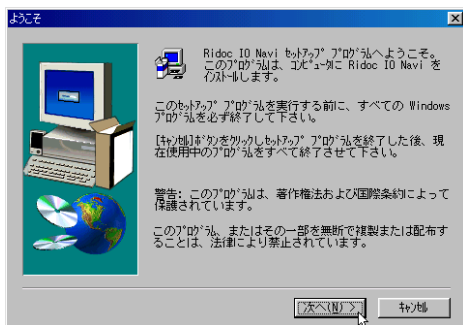 ようこそ
Ridoc IO Navi ｾｯﾄｱｯﾌﾟ ﾌﾟﾛｸﾞﾗﾑへようこそ。
このﾌﾟﾛｸﾞﾗﾑは、ｺﾝﾋﾟｭｰﾀに Ridoc IO Navi を
ｲﾝｽﾄｰﾙします。
このｾｯﾄｱｯﾌﾟ ﾌﾟﾛｸﾞﾗﾑを実行する前に、すべての Windows
ﾌﾟﾛｸﾞﾗﾑを必ず終了して下さい。
[ｷｬﾝｾﾙ]ﾎﾞﾀﾝをｸﾘｯｸしｾｯﾄｱｯﾌﾟ ﾌﾟﾛｸﾞﾗﾑを終了した後、現
在使用中のﾌﾟﾛｸﾞﾗﾑをすべて終了させて下さい。
警告: このﾌﾟﾛｸﾞﾗﾑは、著作権法および国際条約によって
保護されています。
このﾌﾟﾛｸﾞﾗﾑ、またはその一部を無断で複製または配布す
ることは、法律により禁止されています。
次へ(N) >
ｷｬﾝｾﾙ